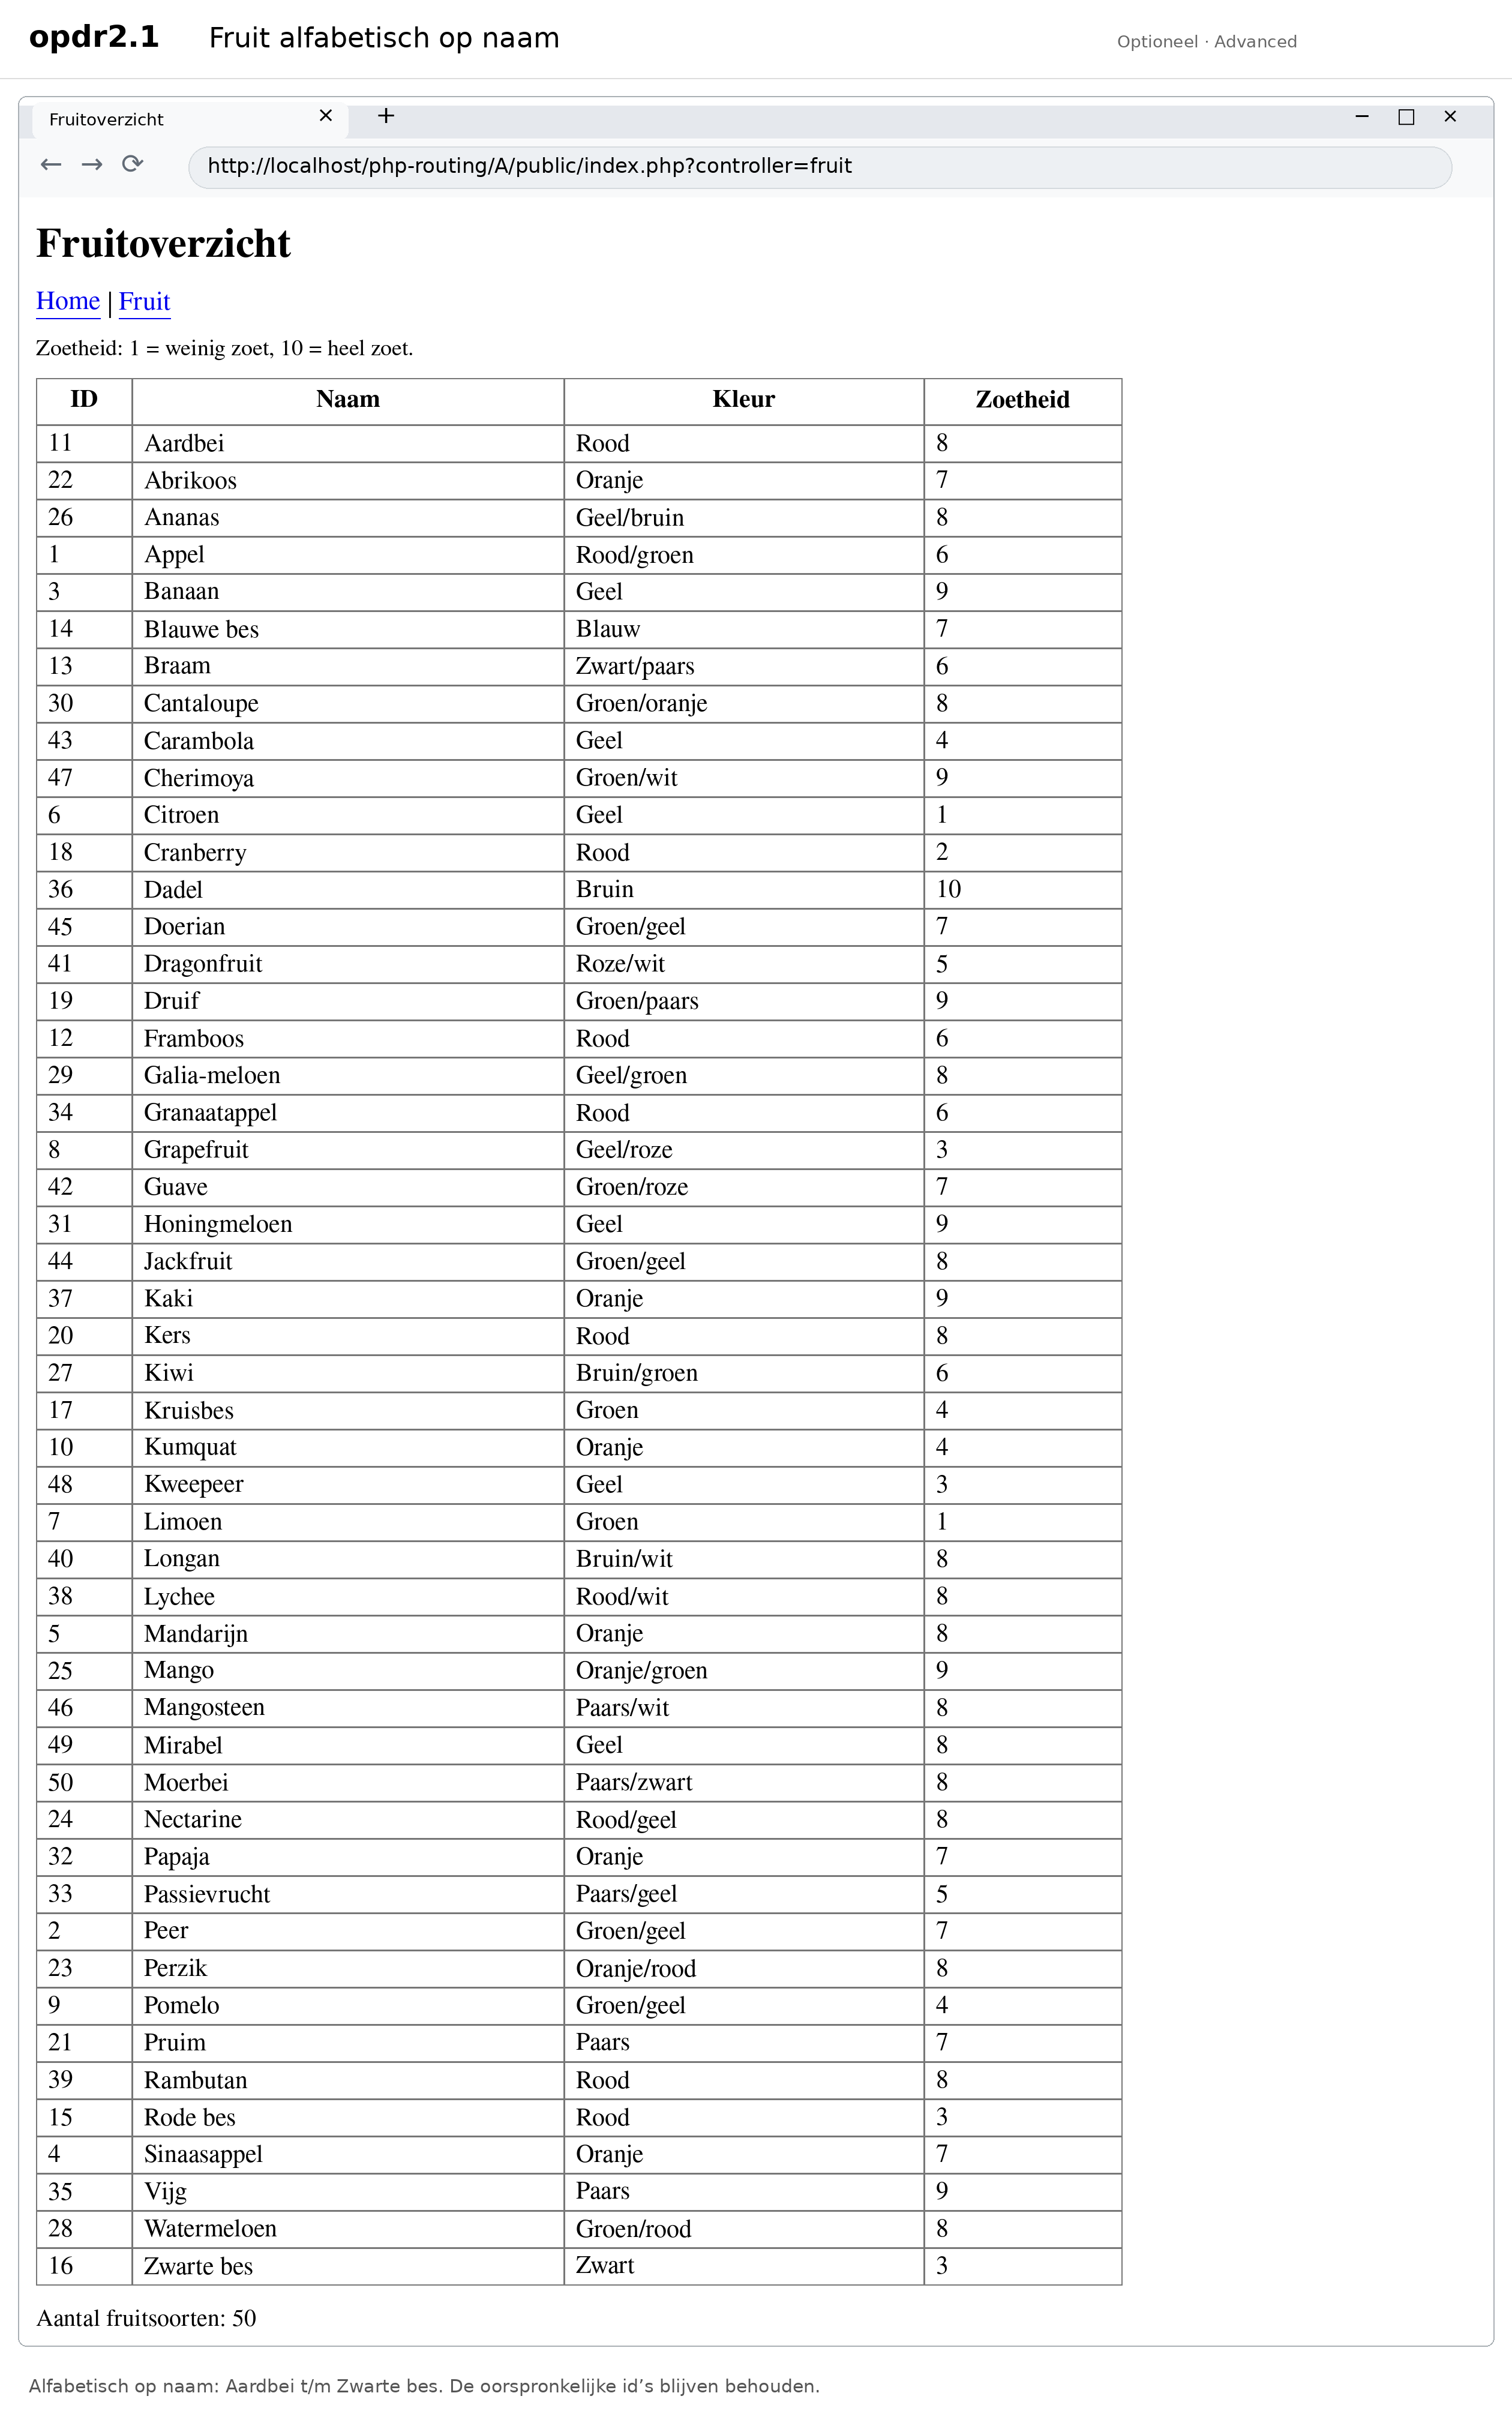 opdr2.1 Fruit alfabetisch op naam Optioneel · Advanced
Fruitoverzicht × + − □ ×
← → ⟳ http://localhost/php-routing/A/public/index.php?controller=fruit
Fruitoverzicht
Home | Fruit
Zoetheid: 1 = weinig zoet, 10 = heel zoet.
ID Naam Kleur Zoetheid
11 Aardbei Rood 8
22 Abrikoos Oranje 7
26 Ananas Geel/bruin 8
1 Appel Rood/groen 6
3 Banaan Geel 9
14 Blauwe bes Blauw 7
13 Braam Zwart/paars 6
30 Cantaloupe Groen/oranje 8
43 Carambola Geel 4
47 Cherimoya Groen/wit 9
6 Citroen Geel 1
18 Cranberry Rood 2
36 Dadel Bruin 10
45 Doerian Groen/geel 7
41 Dragonfruit Roze/wit 5
19 Druif Groen/paars 9
12 Framboos Rood 6
29 Galia-meloen Geel/groen 8
34 Granaatappel Rood 6
8 Grapefruit Geel/roze 3
42 Guave Groen/roze 7
31 Honingmeloen Geel 9
44 Jackfruit Groen/geel 8
37 Kaki Oranje 9
20 Kers Rood 8
27 Kiwi Bruin/groen 6
17 Kruisbes Groen 4
10 Kumquat Oranje 4
48 Kweepeer Geel 3
7 Limoen Groen 1
40 Longan Bruin/wit 8
38 Lychee Rood/wit 8
5 Mandarijn Oranje 8
25 Mango Oranje/groen 9
46 Mangosteen Paars/wit 8
49 Mirabel Geel 8
50 Moerbei Paars/zwart 8
24 Nectarine Rood/geel 8
32 Papaja Oranje 7
33 Passievrucht Paars/geel 5
2 Peer Groen/geel 7
23 Perzik Oranje/rood 8
9 Pomelo Groen/geel 4
21 Pruim Paars 7
39 Rambutan Rood 8
15 Rode bes Rood 3
4 Sinaasappel Oranje 7
35 Vijg Paars 9
28 Watermeloen Groen/rood 8
16 Zwarte bes Zwart 3
Aantal fruitsoorten: 50
Alfabetisch op naam: Aardbei t/m Zwarte bes. De oorspronkelijke id’s blijven behouden.